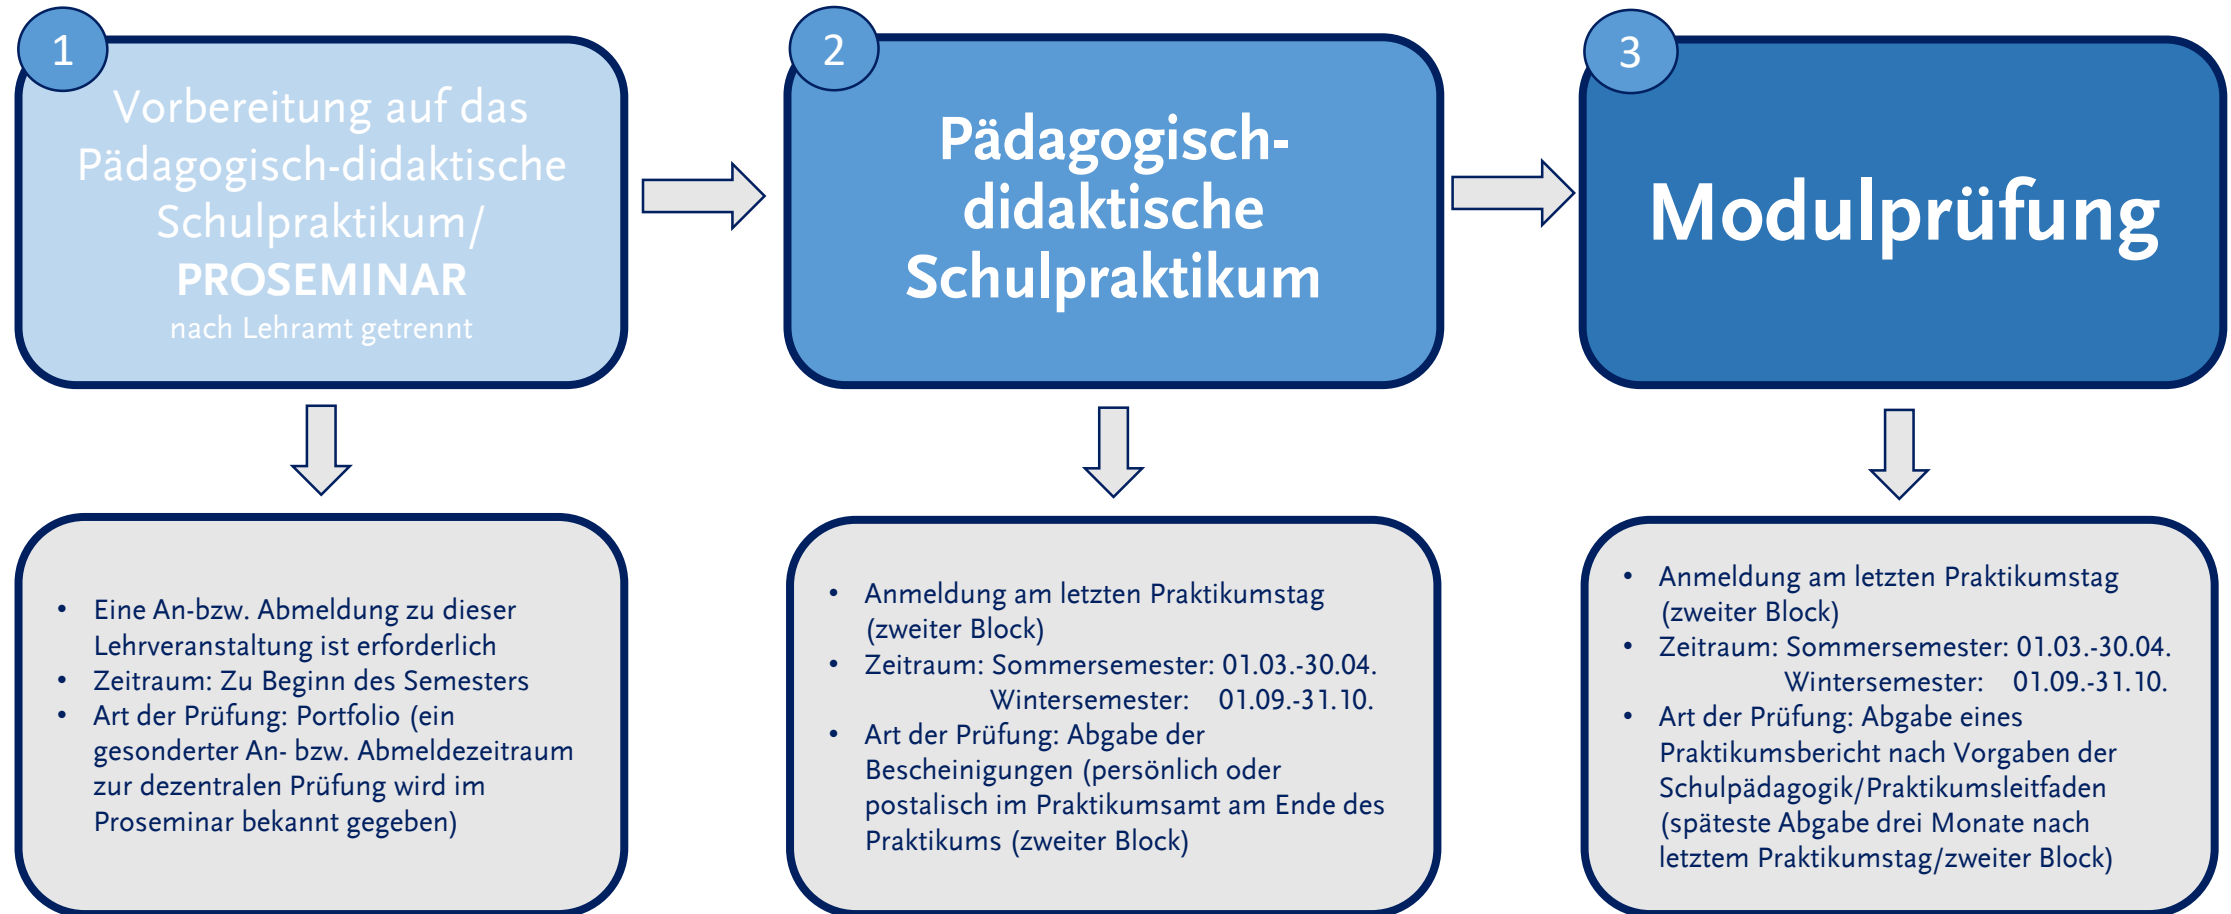 1
Vorbereitung auf das
Pädagogisch-didaktische
Schulpraktikum/
PROSEMINAR
nach Lehramt getrennt
2
Pädagogisch-
didaktische
Schulpraktikum
3
Modulprüfung
• Eine An-bzw. Abmeldung zu dieser
Lehrveranstaltung ist erforderlich
• Zeitraum: Zu Beginn des Semesters
• Art der Prüfung: Portfolio (ein
gesonderter An- bzw. Abmeldezeitraum
zur dezentralen Prüfung wird im
Proseminar bekannt gegeben)
• Anmeldung am letzten Praktikumstag
(zweiter Block)
• Zeitraum: Sommersemester: 01.03.-30.04.
Wintersemester: 01.09.-31.10.
• Art der Prüfung: Abgabe der
Bescheinigungen (persönlich oder
postalisch im Praktikumsamt am Ende des
Praktikums (zweiter Block)
• Anmeldung am letzten Praktikumstag
(zweiter Block)
• Zeitraum: Sommersemester: 01.03.-30.04.
Wintersemester: 01.09.-31.10.
• Art der Prüfung: Abgabe eines
Praktikumsbericht nach Vorgaben der
Schulpädagogik/Praktikumsleitfaden
(späteste Abgabe drei Monate nach
letztem Praktikumstag/zweiter Block)